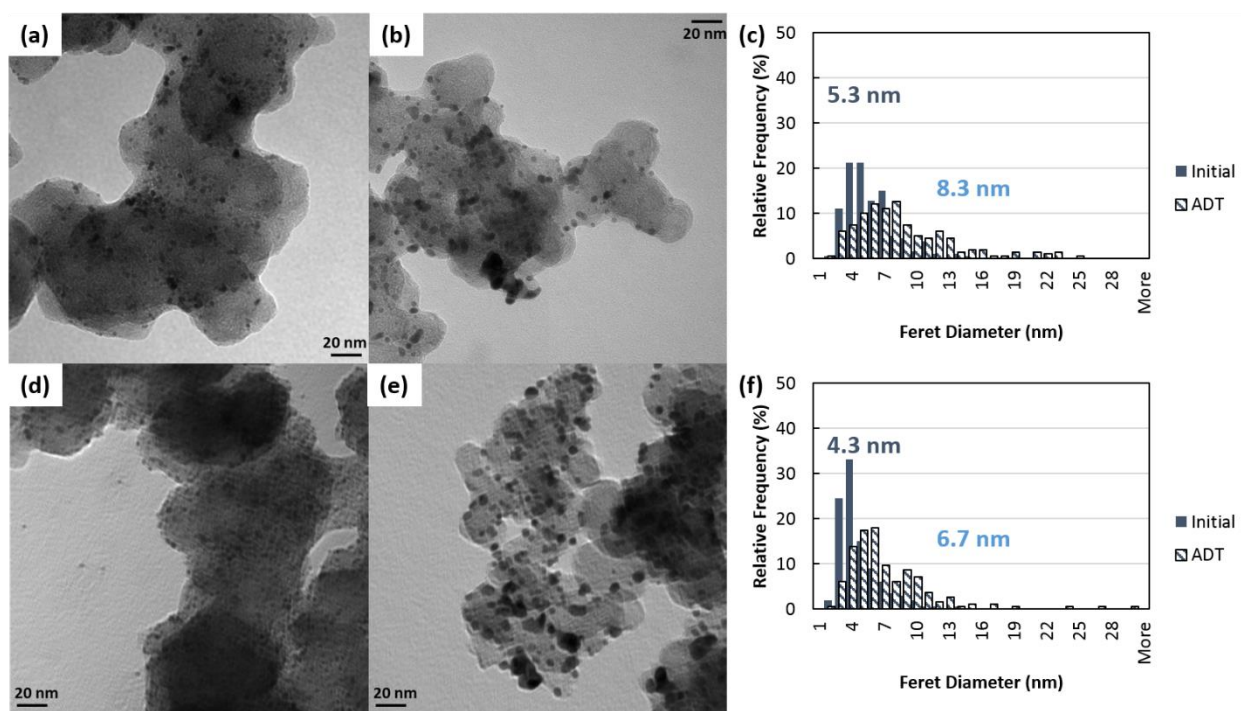 (a)
20 nm
(b)
20 nm
(c)
Relative Frequency (%)
50
40
30
20
10
0
5.3 nm
8.3 nm
Initial
ADT
1
4
7
10
13
16
19
22
25
28
More
Feret Diameter (nm)
(d)
20 nm
(e)
20 nm
(f)
Relative Frequency (%)
50
40
30
20
10
0
4.3 nm
6.7 nm
Initial
ADT
1
4
7
10
13
16
19
22
25
28
More
Feret Diameter (nm)